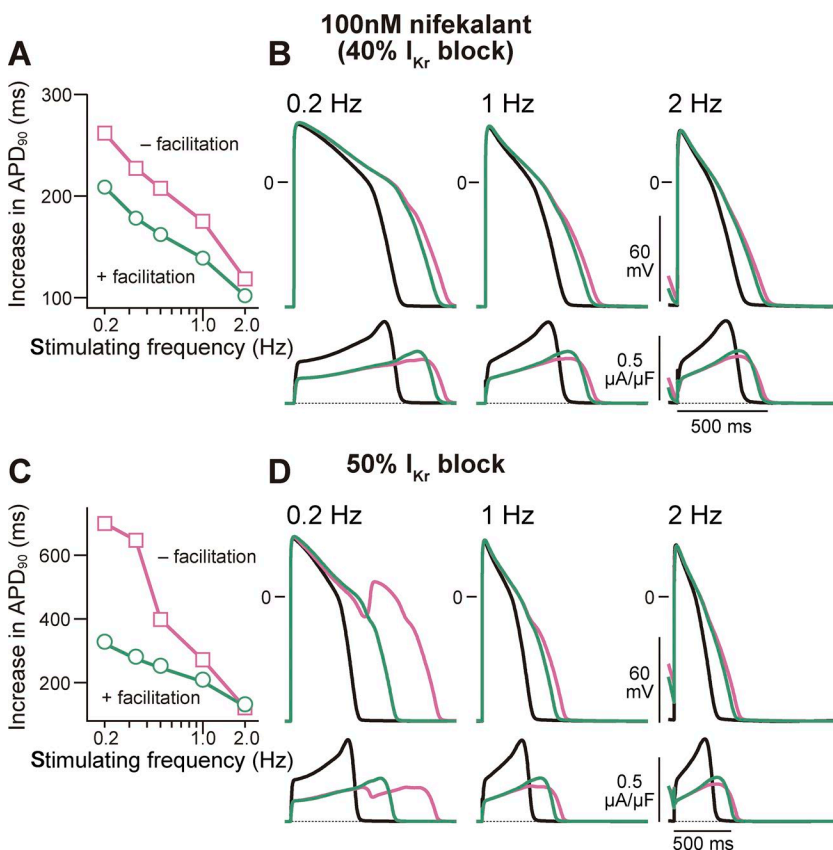 100nM nifekalant
(40% IKr block)
A
B
300
200
100
Increase in APD90 (ms)
– facilitation
+ facilitation
0.2
1.0
2.0
Stimulating frequency (Hz)
0.2 Hz
1 Hz
2 Hz
0
0
0
60
mV
0.5
µA/µF
500 ms
C
D
50% IKr block
600
400
200
Increase in APD90 (ms)
– facilitation
+ facilitation
0.2
1.0
2.0
Stimulating frequency (Hz)
0.2 Hz
1 Hz
2 Hz
0
0
0
60
mV
0.5
µA/µF
500 ms